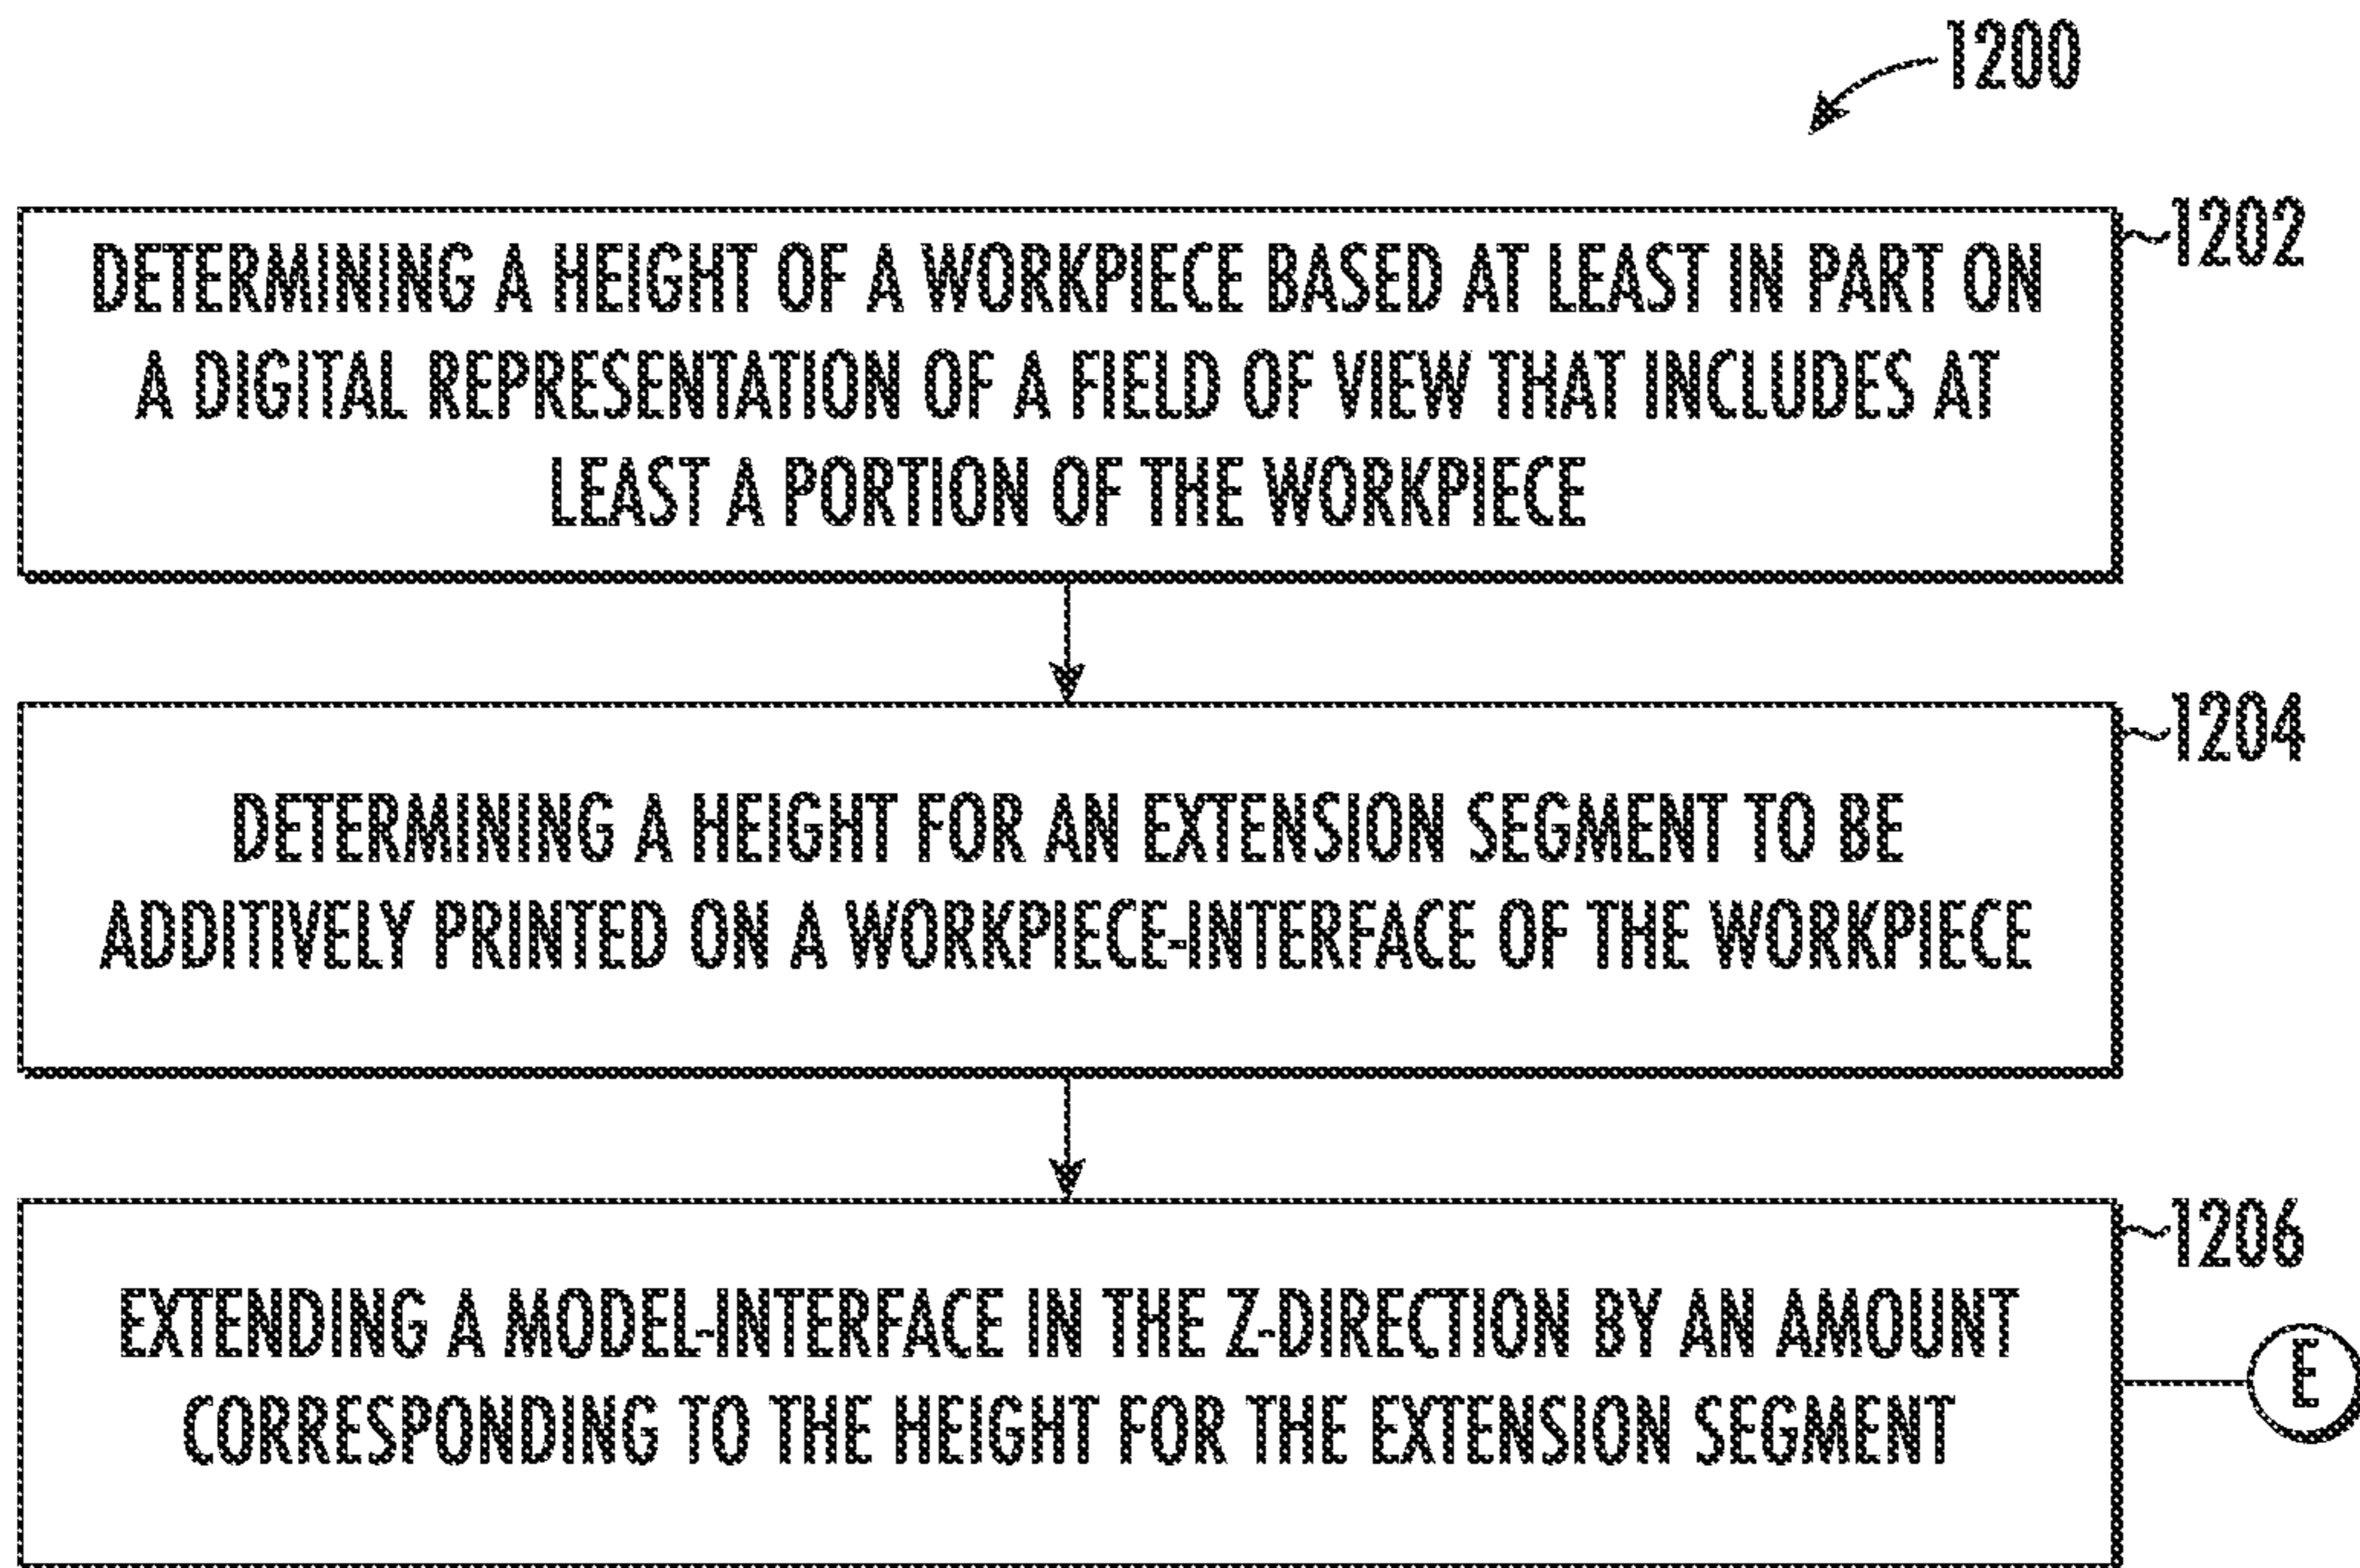 1200
1202
DETERMINING A HEIGHT OF A WORKPIECE BASED AT LEAST IN PART ON
A DIGITAL REPRESENTATION OF A FIELD OF VIEW THAT INCLUDES AT
LEAST A PORTION OF THE WORKPIECE
1204
DETERMINING A HEIGHT FOR AN EXTENSION SEGMENT TO BE
ADDITIVELY PRINTED ON A WORKPIECE-INTERFACE OF THE WORKPIECE
1206
EXTENDING A MODEL-INTERFACE IN THE Z-DIRECTION BY AN AMOUNT
CORRESPONDING TO THE HEIGHT FOR THE EXTENSION SEGMENT
E